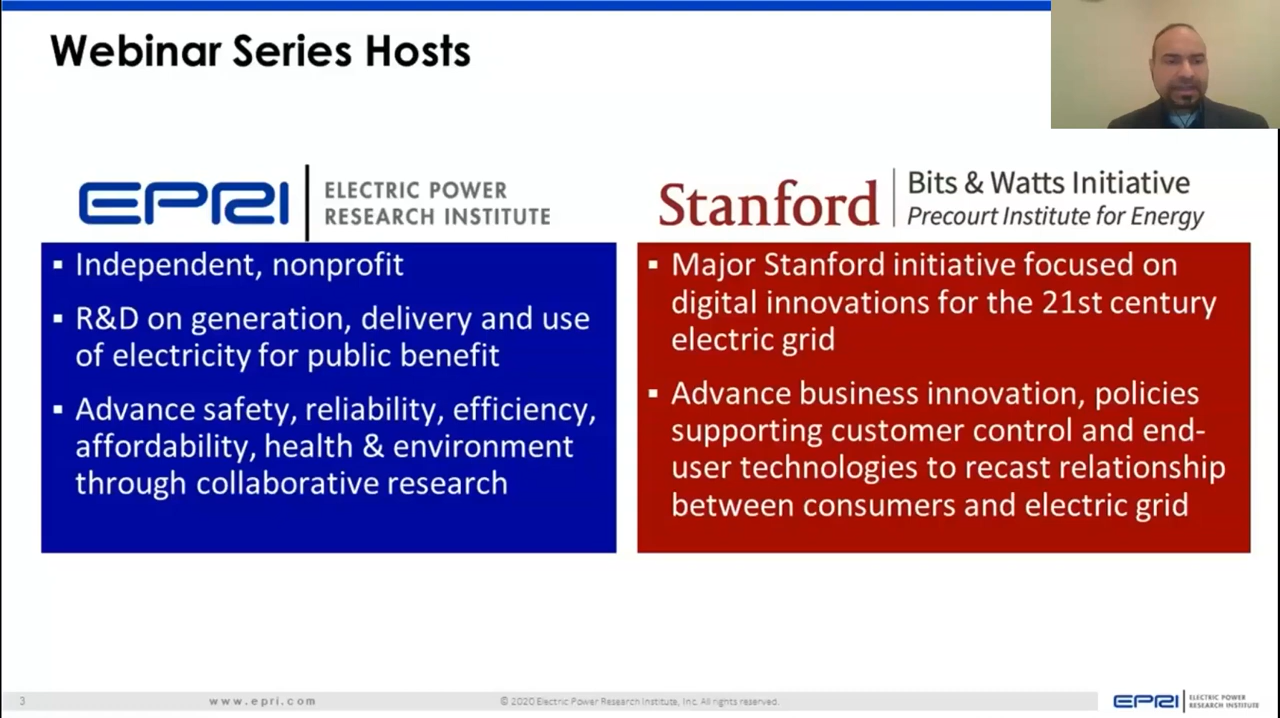 Webinar Series Hosts
EPRI
ELECTRIC POWER
RESEARCH INSTITUTE
▪ Independent, nonprofit
▪ R&D on generation, delivery and use
of electricity for public benefit
▪ Advance safety, reliability, efficiency,
affordability, health & environment
through collaborative research
Stanford
Bits & Watts Initiative
Precourt Institute for Energy
▪ Major Stanford initiative focused on
digital innovations for the 21st century
electric grid
▪ Advance business innovation, policies
supporting customer control and end-
user technologies to recast relationship
between consumers and electric grid
3
www.epri.com
© 2020 Electric Power Research Institute, Inc. All rights reserved.
EPRI
ELECTRIC POWER
RESEARCH INSTITUTE